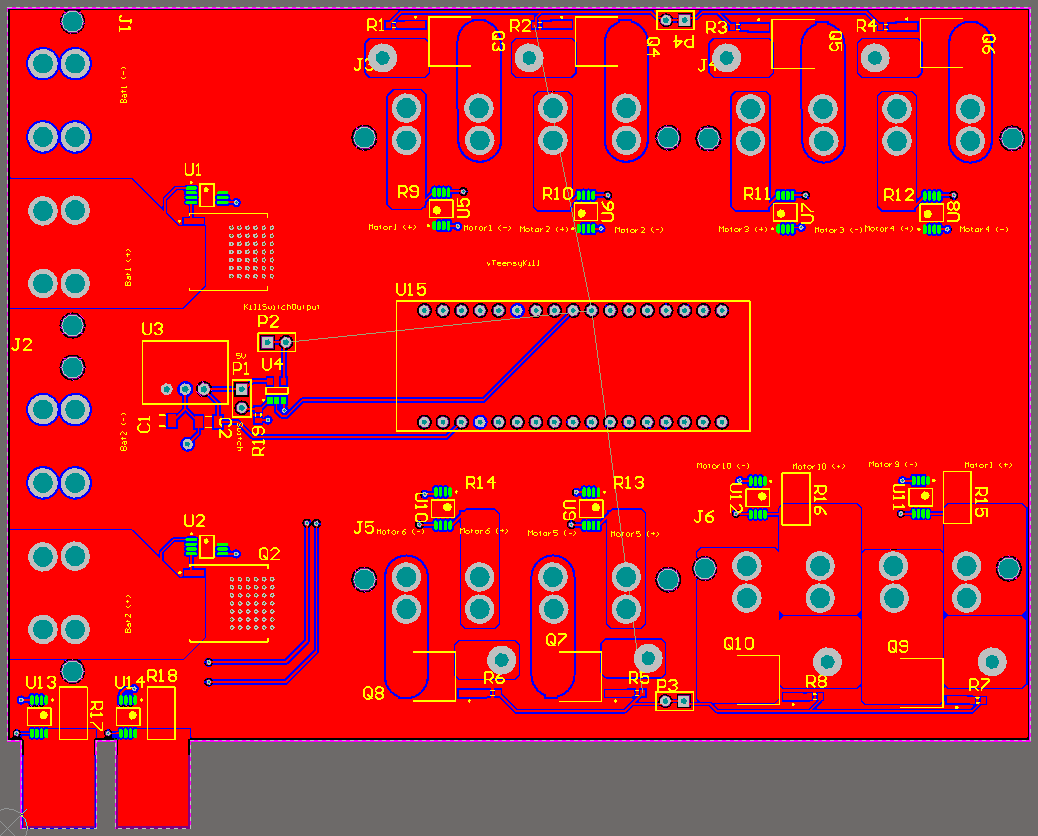 J1
R1
R2
P4
R3
R4
Q3
Q4
Q5
Q6
J3
J4
Bat1 (-)
U1
R9
U5
R10
U6
R11
U7
R12
U8
Motor1 (+)
Motor1 (-)
Motor2 (+)
Motor2 (-)
Motor3 (+)
Motor3 (-)
Motor4 (+)
Motor4 (-)
Bat1 (+)
vTeensyKill
U15
KillSwitchOutput
P2
U3
J2
5V
P1
U4
C1
C2
Switch
R19
Bat2 (-)
Motor10 (-)
Motor10 (+)
Motor9 (-)
Motor1 (+)
R14
R13
U10
U9
U12
R16
U11
R15
J5
J6
Motor6 (-)
Motor6 (+)
Motor5 (-)
Motor5 (+)
U2
Q2
Bat2 (+)
Q7
Q10
Q9
Q8
R6
R5
P3
R8
R7
U13
U14
R18
R17